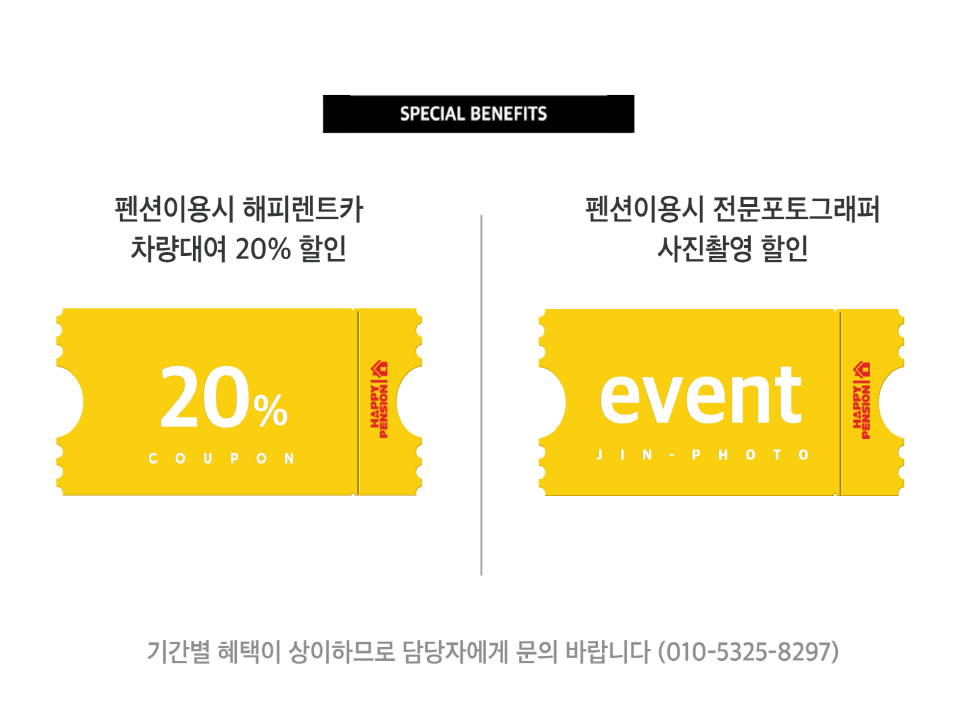 SPECIAL BENEFITS
펜션이용시 해피렌트카
차량대여 20% 할인
20%
COUPON
HAPPY
PENSION
펜션이용시 전문포토그래퍼
사진촬영 할인
event
JIN-PHOTO
HAPPY
PENSION
기간별 혜택이 상이하므로 담당자에게 문의 바랍니다 (010-5325-8297)